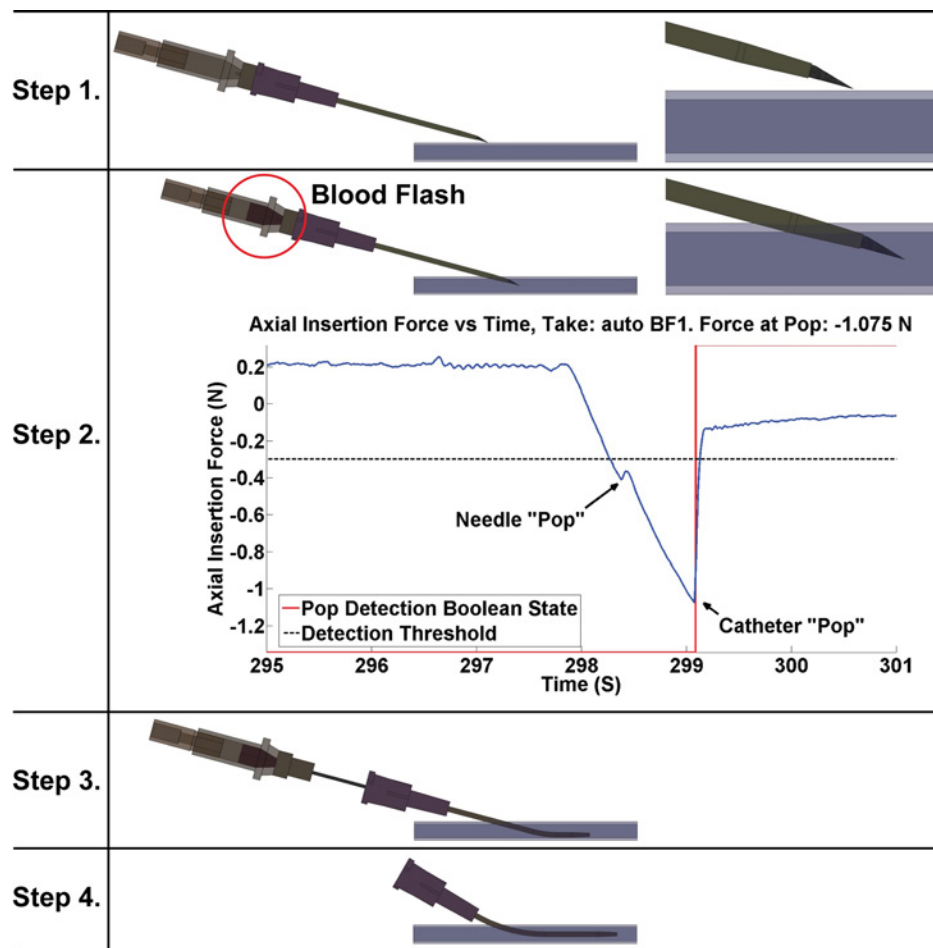 Step 1.
Step 2.
Blood Flash
Axial Insertion Force vs Time, Take: auto BF1. Force at Pop: -1.075 N
Axial Insertion Force (N)
0.2
0
-0.2
-0.4
-0.6
-0.8
-1
-1.2
Needle "Pop"
Catheter "Pop"
Pop Detection Boolean State
Detection Threshold
295 296 297 298 299 300 301
Time (S)
Step 3.
Step 4.